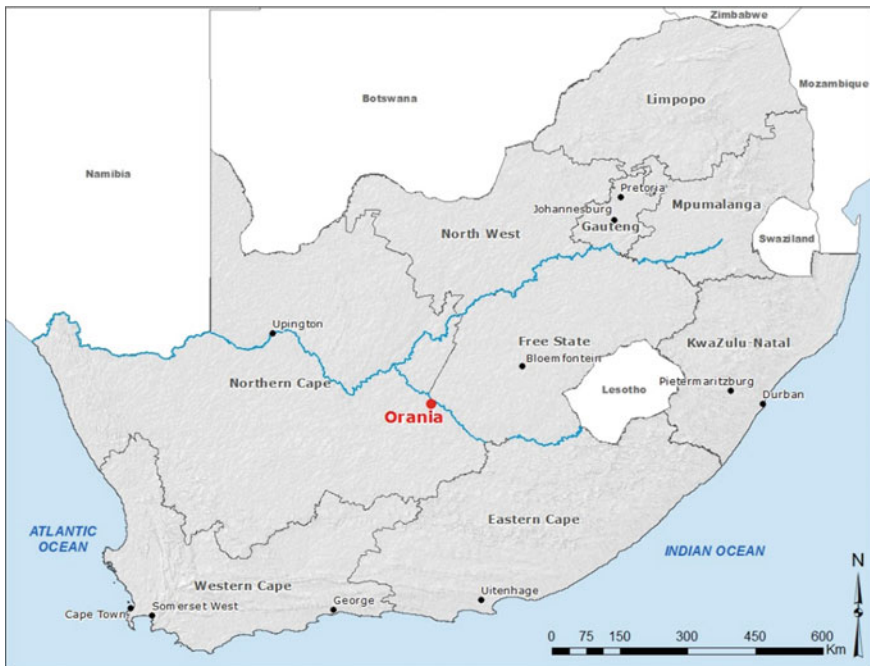 Zimbabwe
Mozambique
Botswana
Limpopo
Namibia
Pretoria
Mpumalanga
Johannesburg
Gauteng
North West
Swaziland
Upington
Free State
KwaZulu-Natal
Bloemfontein
Northern Cape
Pietermaritzburg
Lesotho
Durban
Orania
Eastern Cape
ATLANTIC
OCEAN
INDIAN OCEAN
N
Western Cape
Uitenhage
Cape Town
Somerset West
George
0 75 150 300 450 600
Km